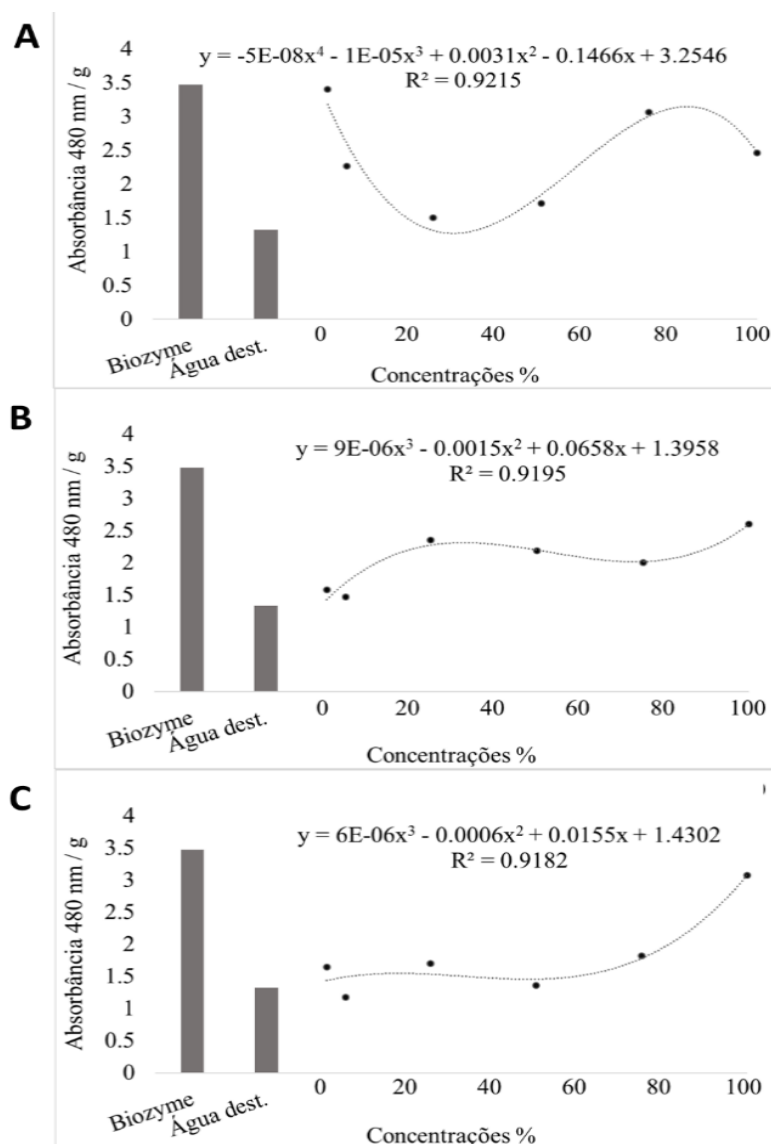 A
y = -5E-08x⁴ - 1E-05x³ + 0.0031x² - 0.1466x + 3.2546
R² = 0.9215
Absorbância 480 nm / g
4
3.5
3
2.5
2
1.5
1
0.5
0
Biozyme
Água dest.
0 20 40 60 80 100
Concentrações %
B
y = 9E-06x³ - 0.0015x² + 0.0658x + 1.3958
R² = 0.9195
Absorbância 480 nm / g
4
3.5
3
2.5
2
1.5
1
0.5
0
Biozyme
Água dest.
0 20 40 60 80 100
Concentrações %
C
y = 6E-06x³ - 0.0006x² + 0.0155x + 1.4302
R² = 0.9182
Absorbância 480 nm / g
4
3.5
3
2.5
2
1.5
1
0.5
0
Biozyme
Água dest.
0 20 40 60 80 100
Concentrações %